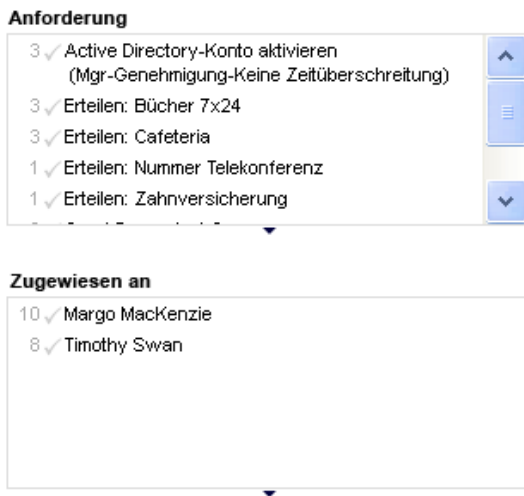 Anforderung
3 Active Directory-Konto aktivieren
(Mgr-Genehmigung-Keine Zeitüberschreitung)
3 Erteilen: Bücher 7x24
3 Erteilen: Cafeteria
1 Erteilen: Nummer Telekonferenz
1 Erteilen: Zahnversicherung
Zugewiesen an
10 Margo MacKenzie
8 Timothy Swan